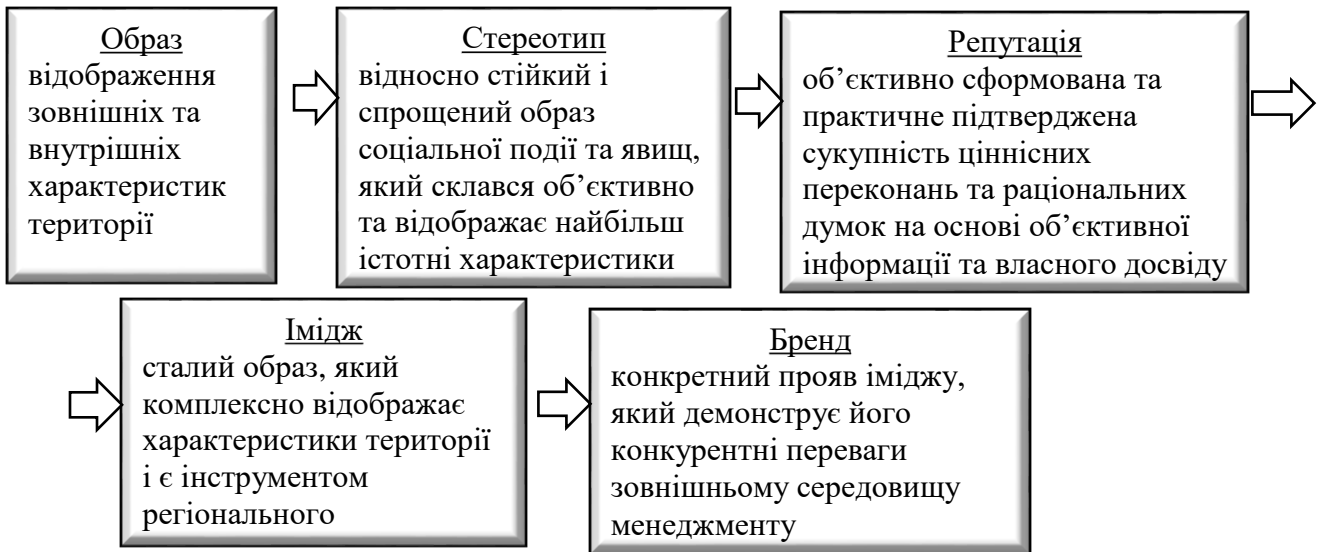 Образ
відображення
зовнішніх та
внутрішніх
характеристик
території
Стереотип
відносно стійкий і
спрощений образ
соціальної події та явищ,
який склався об’єктивно
та відображає найбільш
істотні характеристики
Репутація
об’єктивно сформована та
практичне підтверджена
сукупність ціннісних
переконань та раціональних
думок на основі об’єктивної
інформації та власного досвіду
Імідж
сталий образ, який
комплексно відображає
характеристики території
і є інструментом
регіонального
Бренд
конкретний прояв іміджу,
який демонструє його
конкурентні переваги
зовнішньому середовищу
менеджменту